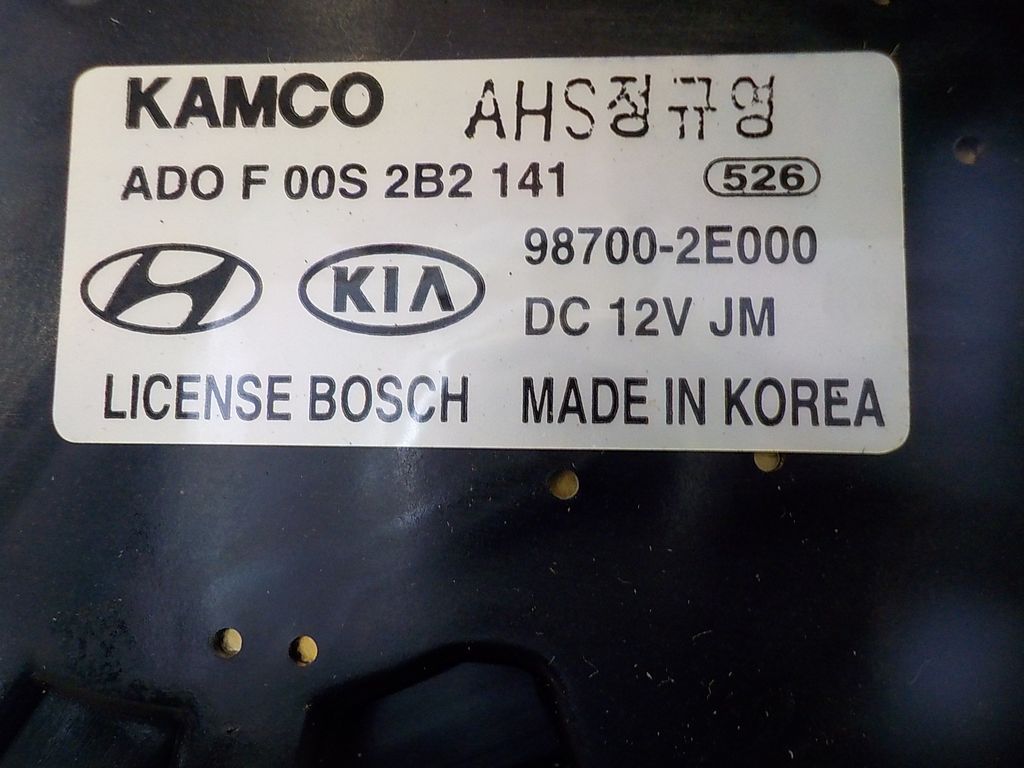 KAMCO AHS정규영
ADO F 00S 2B2 141 526
98700-2E000
KIA
DC 12V JM
LICENSE BOSCH MADE IN KOREA